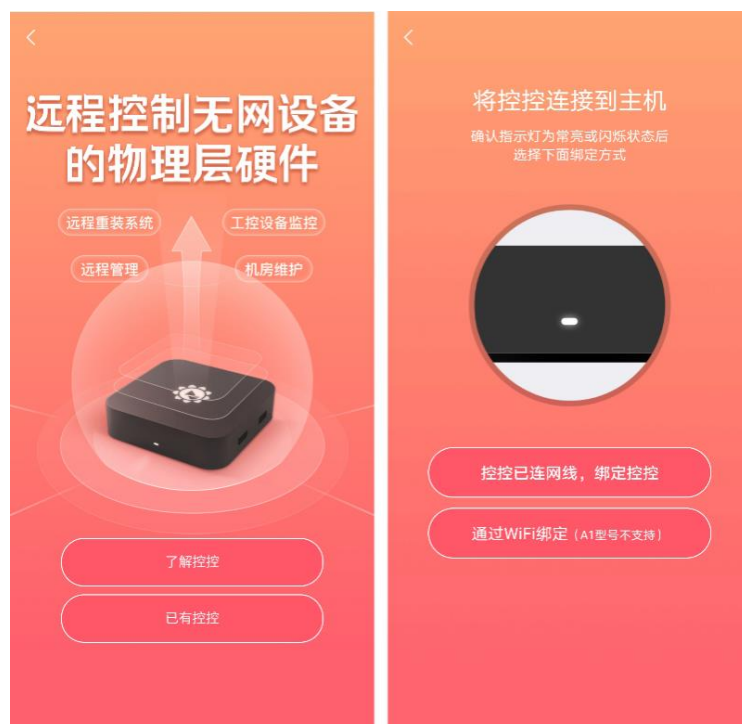 远程控制无网设备
的物理层硬件
远程重装系统
工控设备监控
远程管理
机房维护
了解控控
已有控控
将控控连接到主机
确认指示灯为常亮或闪烁状态后
选择下面绑定方式
控控已连网线，绑定控控
通过WiFi绑定（A1型号不支持）